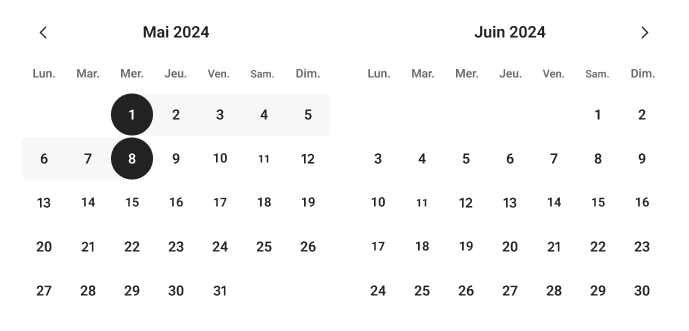 Mai 2024
Lun. Mar. Mer. Jeu. Ven. Sam. Dim.
1 2 3 4 5
6 7 8 9 10 11 12
13 14 15 16 17 18 19
20 21 22 23 24 25 26
27 28 29 30 31
Juin 2024
Lun. Mar. Mer. Jeu. Ven. Sam. Dim.
1 2
3 4 5 6 7 8 9
10 11 12 13 14 15 16
17 18 19 20 21 22 23
24 25 26 27 28 29 30